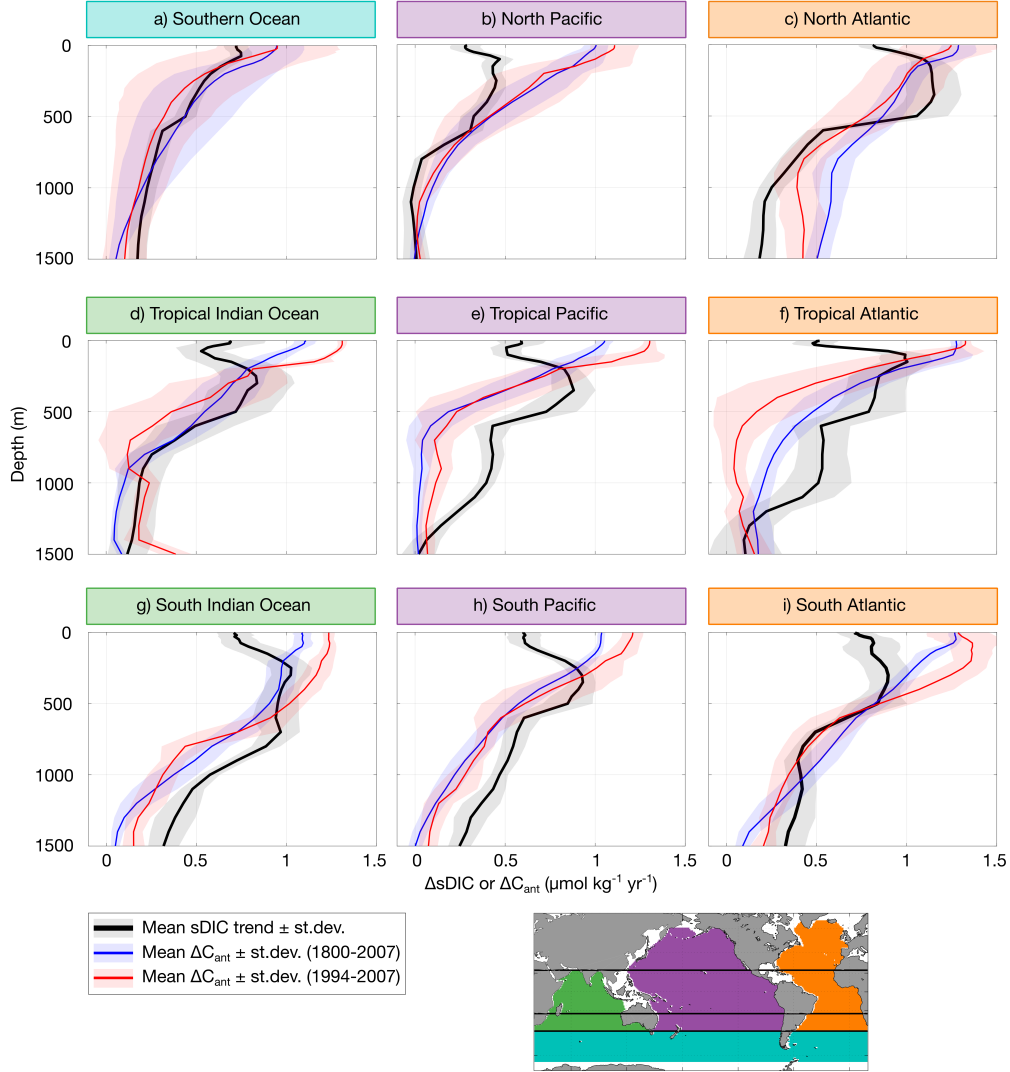 a) Southern Ocean
b) North Pacific
c) North Atlantic
0
500
1000
1500
d) Tropical Indian Ocean
e) Tropical Pacific
f) Tropical Atlantic
0
500
1000
1500
Depth (m)
g) South Indian Ocean
h) South Pacific
i) South Atlantic
0
500
1000
1500
0 0.5 1 1.5
0 0.5 1 1.5
0 0.5 1 1.5
ΔsDIC or ΔCant (μmol kg-1 yr-1)
Mean sDIC trend ± st.dev.
Mean ΔCant ± st.dev. (1800-2007)
Mean ΔCant ± st.dev. (1994-2007)